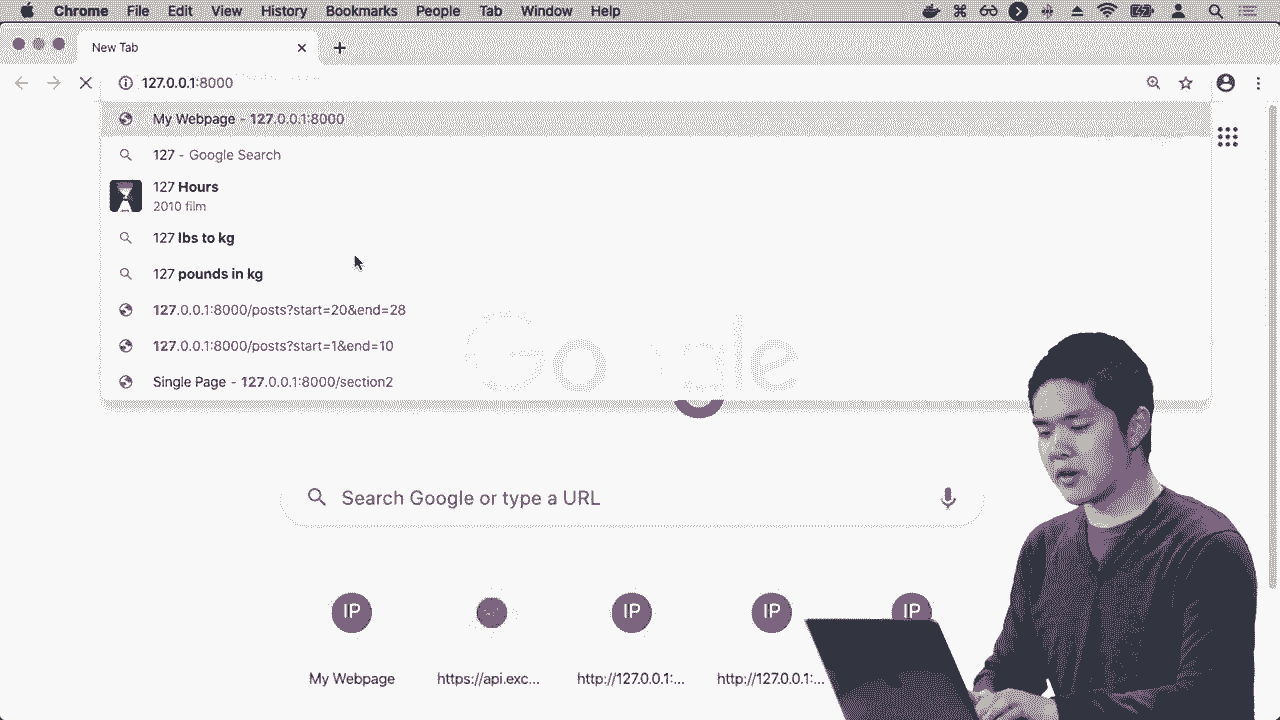 Chrome File Edit View History Bookmarks People Tab Window Help
New Tab
127.0.0.1:8000
My Webpage - 127.0.0.1:8000
127 - Google Search
127 Hours
2010 film
127 lbs to kg
127 pounds in kg
127.0.0.1:8000/posts?start=20&end=28
127.0.0.1:8000/posts?start=1&end=10
Single Page - 127.0.0.1:8000/section2
Google
Search Google or type a URL
IP IP IP IP
My Webpage https://api.exc... http://127.0.0.1:... http://127.0.0.1:...